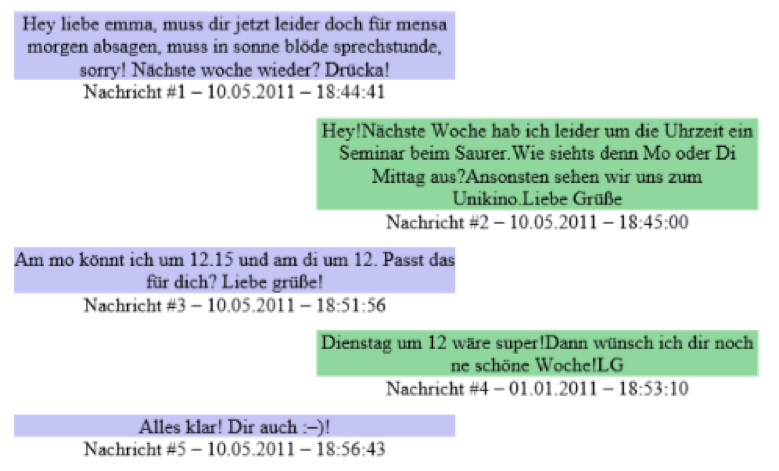 Hey liebe emma, muss dir jetzt leider doch für mensa
morgen absagen, muss in sonne blöde sprechstunde,
sorry! Nächste woche wieder? Drücka!
Nachricht #1 – 10.05.2011 – 18:44:41
Hey!Nächste Woche hab ich leider um die Uhrzeit ein
Seminar beim Saurer.Wie siehts denn Mo oder Di
Mittag aus?Ansonsten sehen wir uns zum
Unikino.Liebe Grüße
Nachricht #2 – 10.05.2011 – 18:45:00
Am mo könnt ich um 12.15 und am di um 12. Passt das
für dich? Liebe grüße!
Nachricht #3 – 10.05.2011 – 18:51:56
Dienstag um 12 wäre super!Dann wünsch ich dir noch
ne schöne Woche!LG
Nachricht #4 – 01.01.2011 – 18:53:10
Alles klar! Dir auch :–)!
Nachricht #5 – 10.05.2011 – 18:56:43